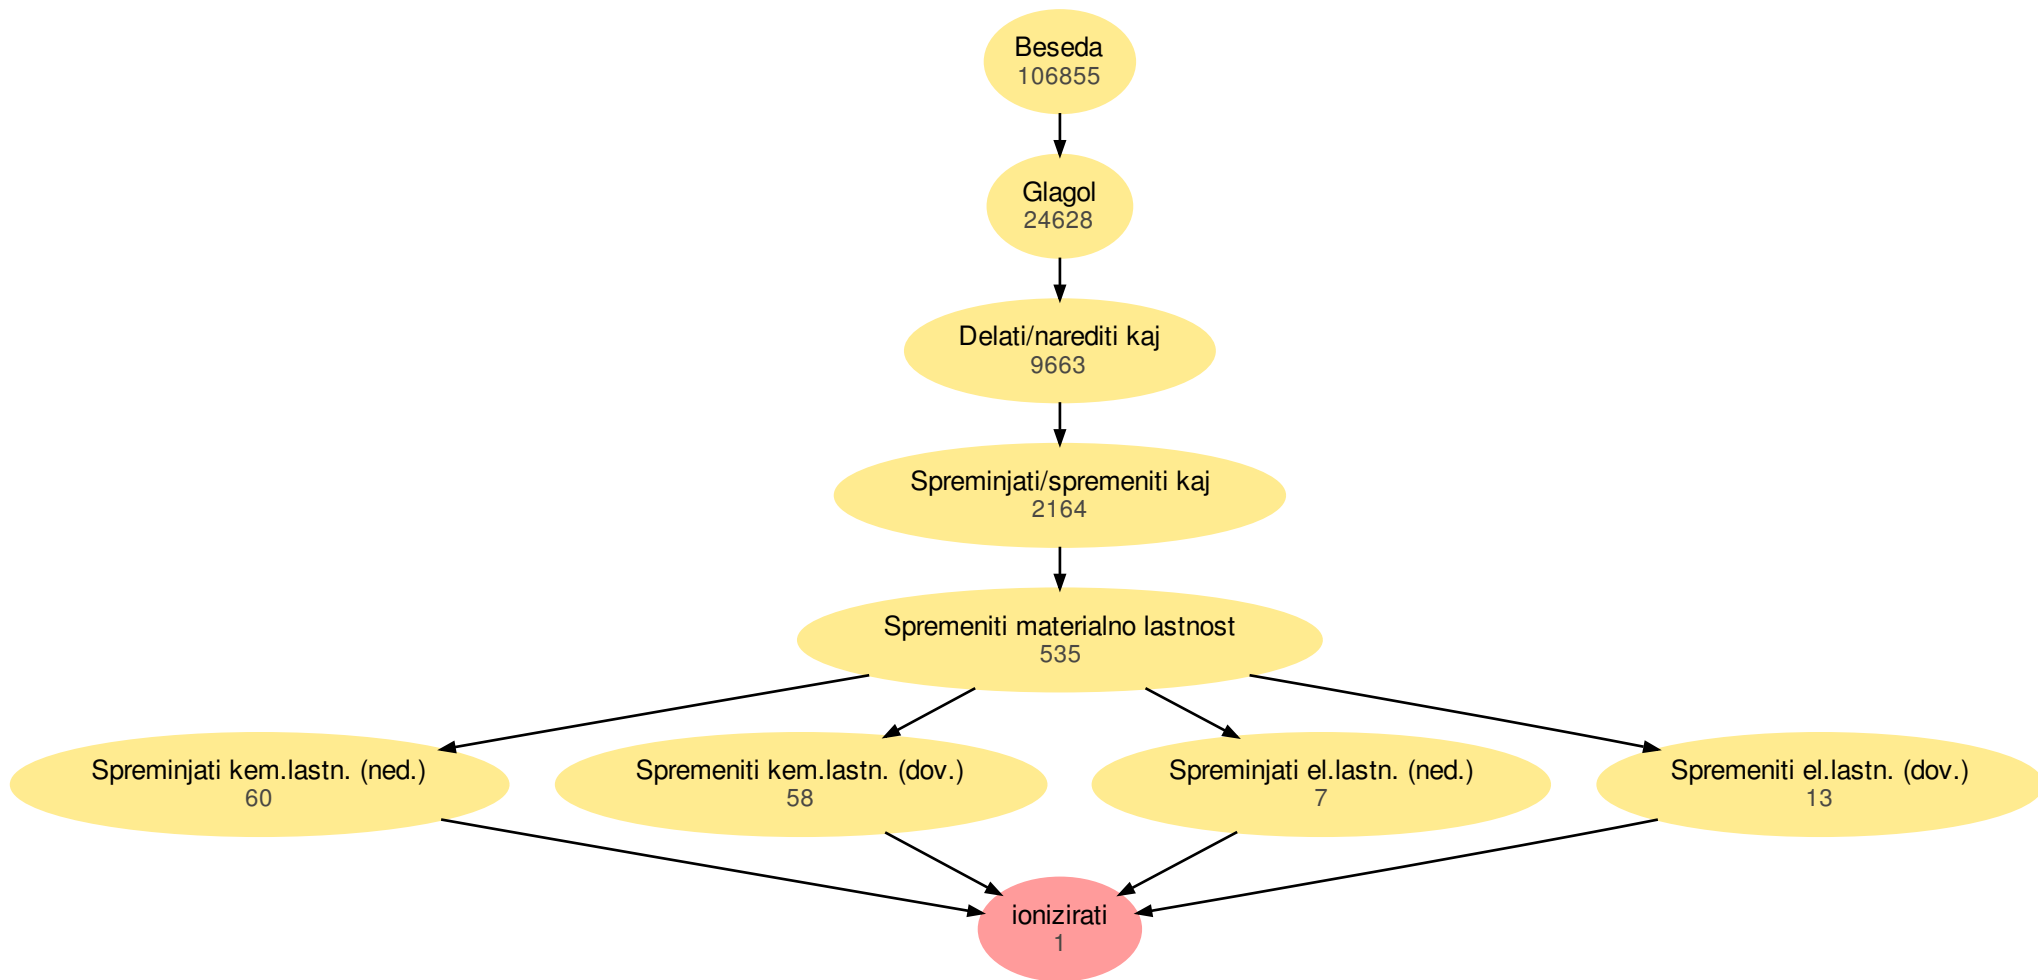 Beseda
106855
Glagol
24628
Delati/narediti kaj
9663
Spreminjati/spremeniti kaj
2164
Spremeniti materialno lastnost
535
Spreminjati kem.lastn. (ned.)
60
Spremeniti kem.lastn. (dov.)
58
Spreminjati el.lastn. (ned.)
7
Spremeniti el.lastn. (dov.)
13
ionizirati
1